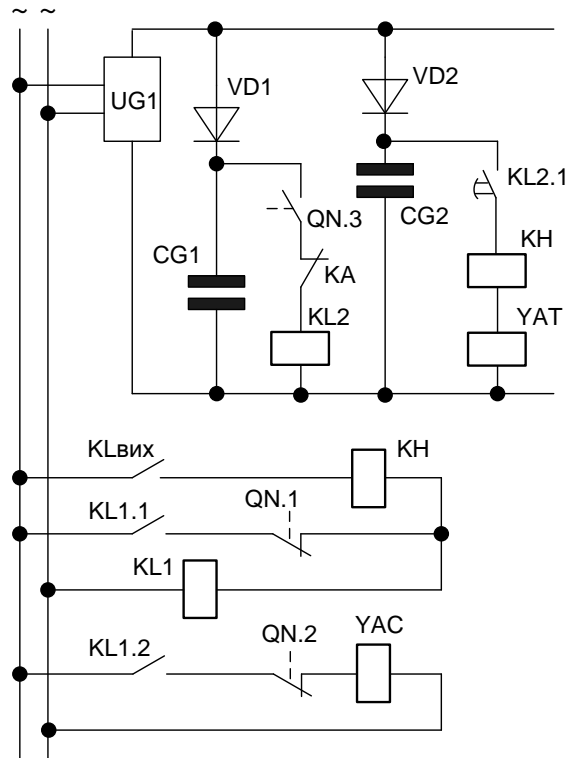 ~ ~
UG1
VD1
VD2
KL2.1
QN.3
CG2
CG1
KA
KH
KL2
YAT
KLвих
KH
KL1.1
QN.1
KL1
KL1.2
QN.2
YAC